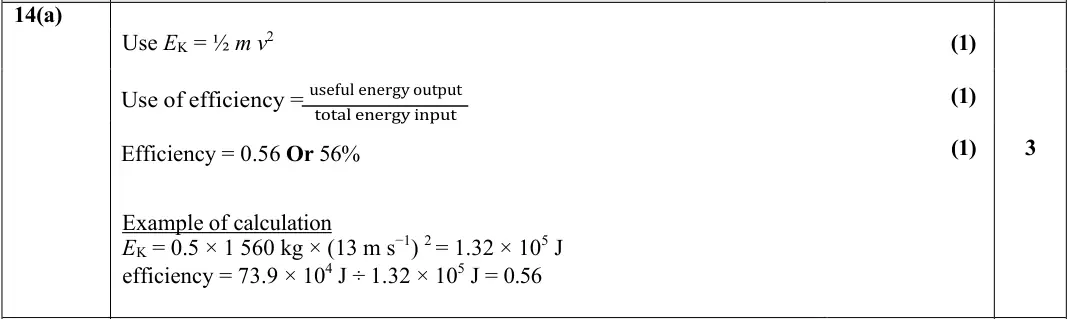 14(a)
Use Eₖ = ½ m v² (1)
Use of efficiency = useful energy output / total energy input (1)
Efficiency = 0.56 Or 56% (1) 3
Example of calculation
Eₖ = 0.5 × 1 560 kg × (13 m s⁻¹) ² = 1.32 × 10⁵ J
efficiency = 73.9 × 10⁴ J ÷ 1.32 × 10⁵ J = 0.56